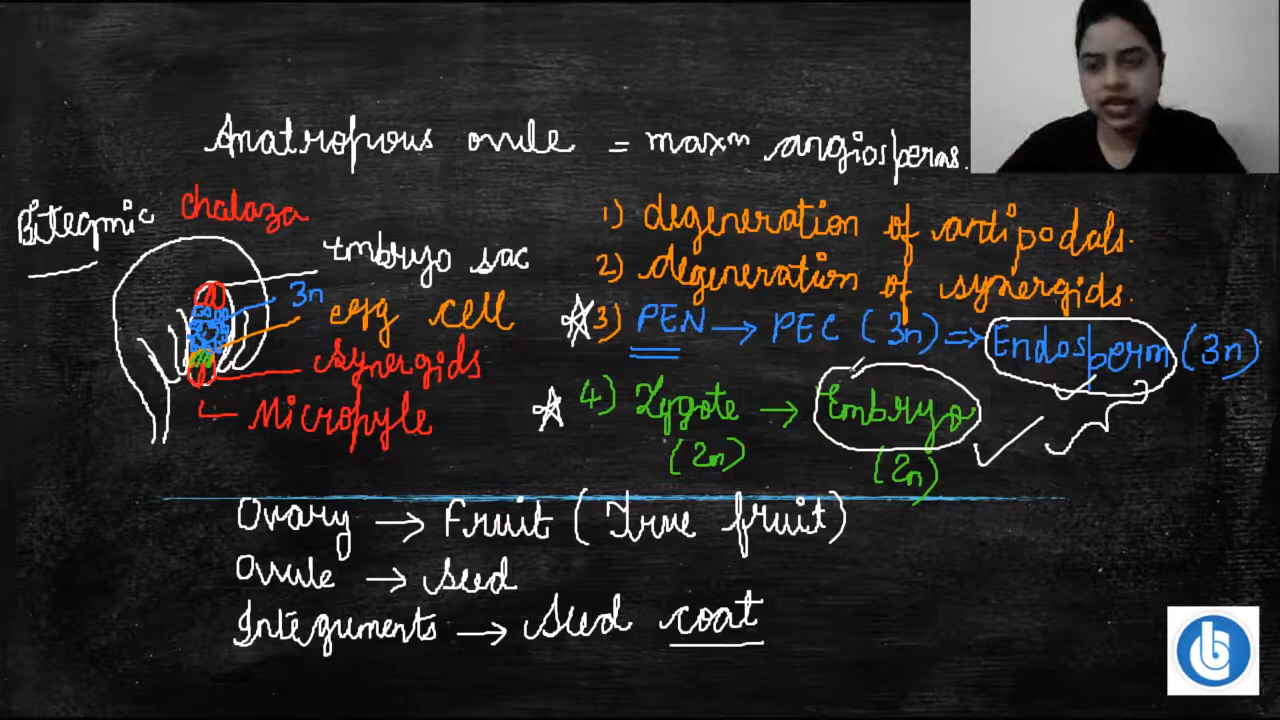 Anatropous ovule = maxm angiosperms.
Bitegmic
Chalaza
Embryo sac
3n
egg cell
Synergids
Micropyle
1) degeneration of antipodals.
2) degeneration of synergids.
3) PEN → PEC (3n) => Endosperm (3n)
4) Zygote → Embryo
(2n) (2n)
Ovary → Fruit (True fruit)
Ovule → Seed
Integuments → Seed coat